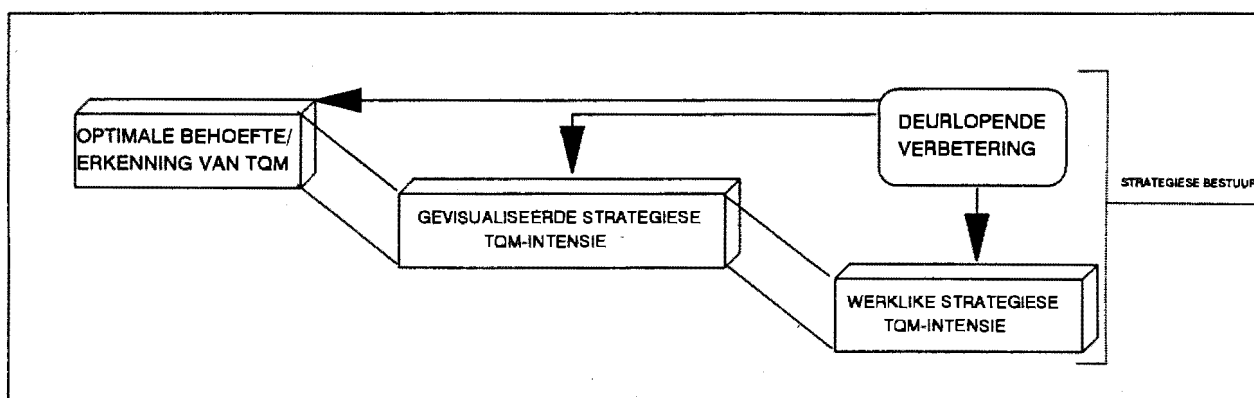 OPTIMALE BEHOEFTE/
ERKENNING VAN TQM
DEURLOPENDE
VERBETERING
STRATEGIESE BESTUUR
GEVISUALISEERDE STRATEGIESE
TQM-INTENSIE
WERKLIKE STRATEGIESE
TQM-INTENSIE